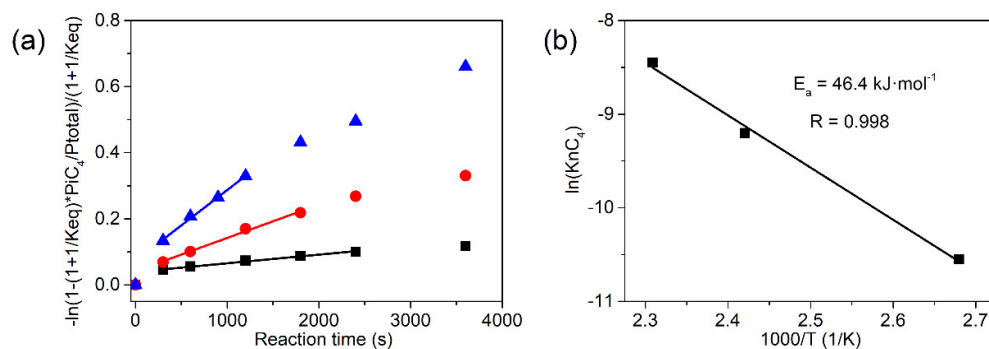 (a)
-ln(1-(1+1/Keq)*PiC₄/Ptotal)/(1+1/Keq)
0.8
0.6
0.4
0.2
0.0
0 1000 2000 3000 4000
Reaction time (s)
(b)
ln(KnC₄)
-8
-9
-10
-11
Eₐ = 46.4 kJ·mol⁻¹
R = 0.998
2.3 2.4 2.5 2.6 2.7
1000/T (1/K)